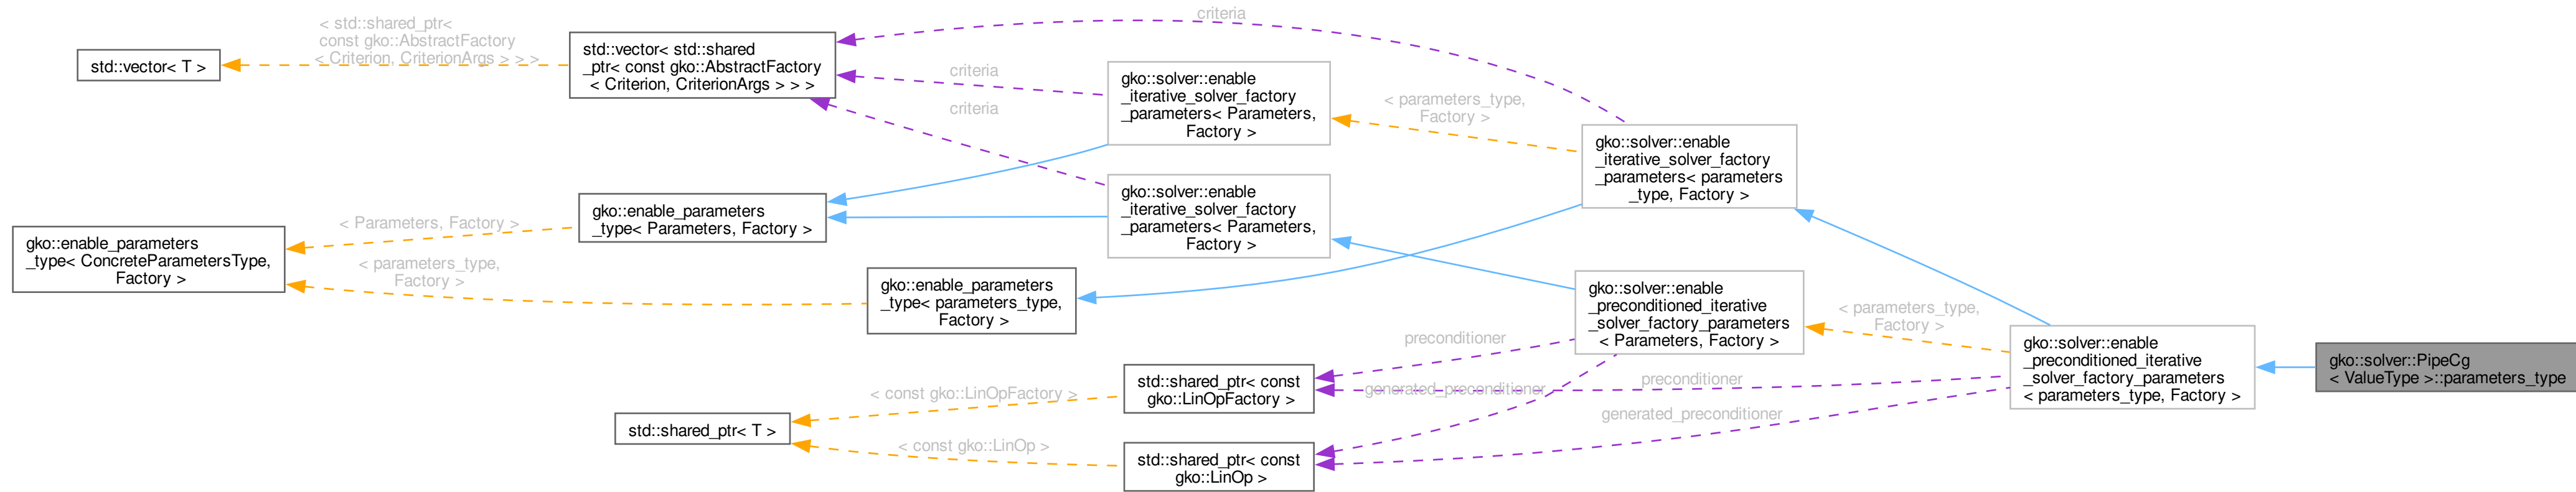 std::vector< T >
< std::shared_ptr<
const gko::AbstractFactory
< Criterion, CriterionArgs > > >
std::vector< std::shared
_ptr< const gko::AbstractFactory
< Criterion, CriterionArgs > > >
criteria
criteria
criteria
gko::solver::enable
_iterative_solver_factory
_parameters< Parameters,
Factory >
< parameters_type,
Factory >
gko::solver::enable
_iterative_solver_factory
_parameters< parameters
_type, Factory >
gko::enable_parameters
_type< ConcreteParametersType,
Factory >
< Parameters, Factory >
< parameters_type,
Factory >
gko::enable_parameters
_type< Parameters, Factory >
gko::solver::enable
_iterative_solver_factory
_parameters< Parameters,
Factory >
gko::enable_parameters
_type< parameters_type,
Factory >
gko::solver::enable
_preconditioned_iterative
_solver_factory_parameters
< Parameters, Factory >
< parameters_type,
Factory >
gko::solver::enable
_preconditioned_iterative
_solver_factory_parameters
< parameters_type, Factory >
gko::solver::PipeCg
< ValueType >::parameters_type
preconditioner
generated_preconditioner
preconditioner
generated_preconditioner
std::shared_ptr< const
gko::LinOpFactory >
< const gko::LinOpFactory >
std::shared_ptr< T >
< const gko::LinOp >
std::shared_ptr< const
gko::LinOp >